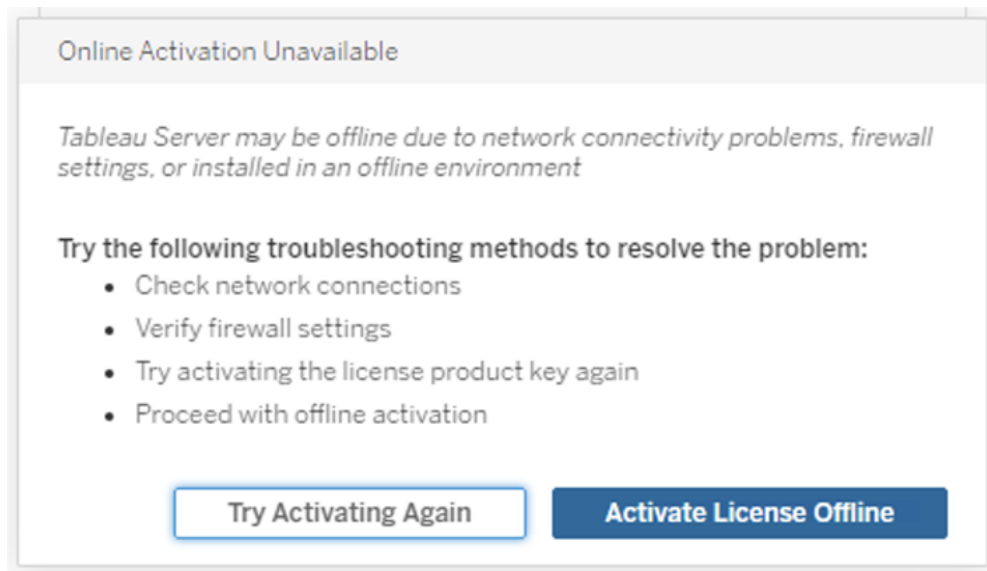 Online Activation Unavailable
Tableau Server may be offline due to network connectivity problems, firewall
settings, or installed in an offline environment
Try the following troubleshooting methods to resolve the problem:
• Check network connections
• Verify firewall settings
• Try activating the license product key again
• Proceed with offline activation
Try Activating Again Activate License Offline